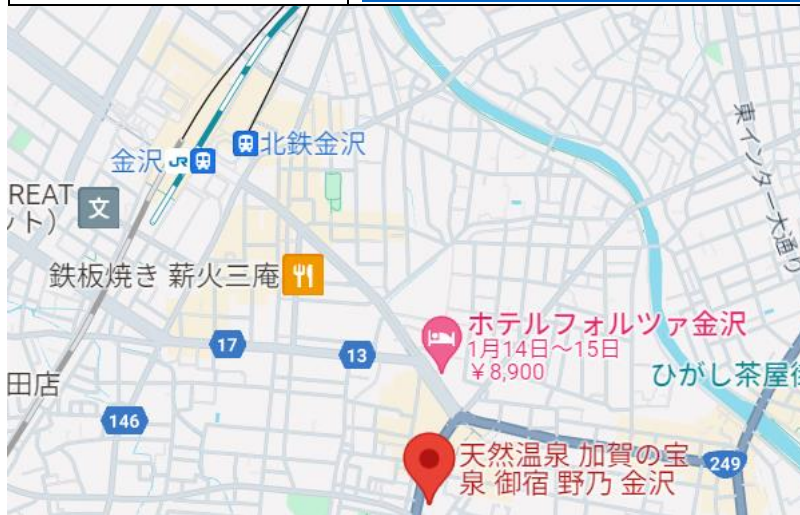 北鉄金沢
金沢 JR
REAT
ット)
文
鉄板焼き 薪火三庵
東インター大通り
17
13
ホテルフォルツァ金沢
1月14日～15日
￥8,900
ひがし茶屋街
田店
146
天然温泉 加賀の宝
泉 御宿 野乃 金沢
249